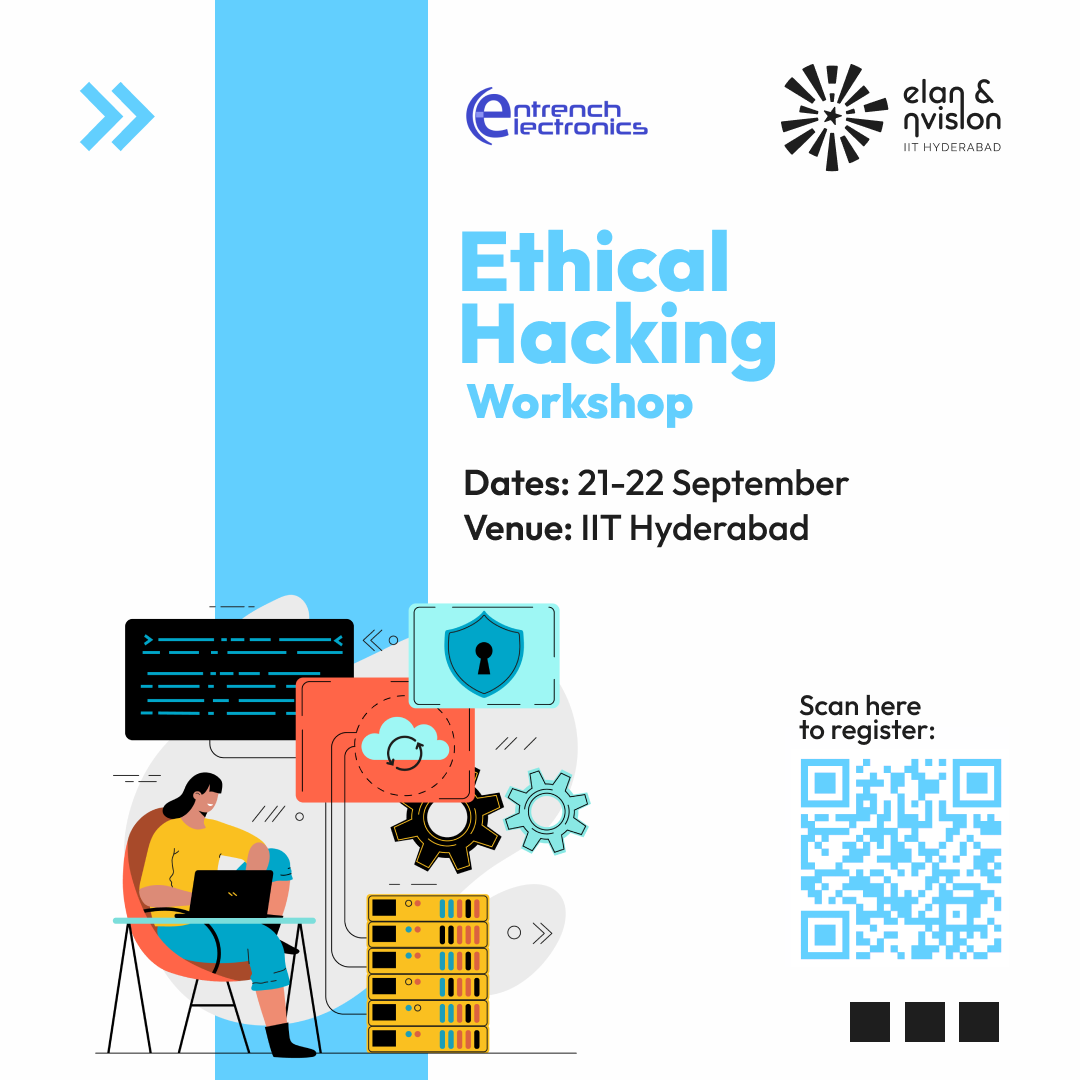 entrench
electronics
elan &
ηvision
IIT HYDERABAD
Ethical
Hacking
Workshop
Dates: 21-22 September
Venue: IIT Hyderabad
Scan here
to register: